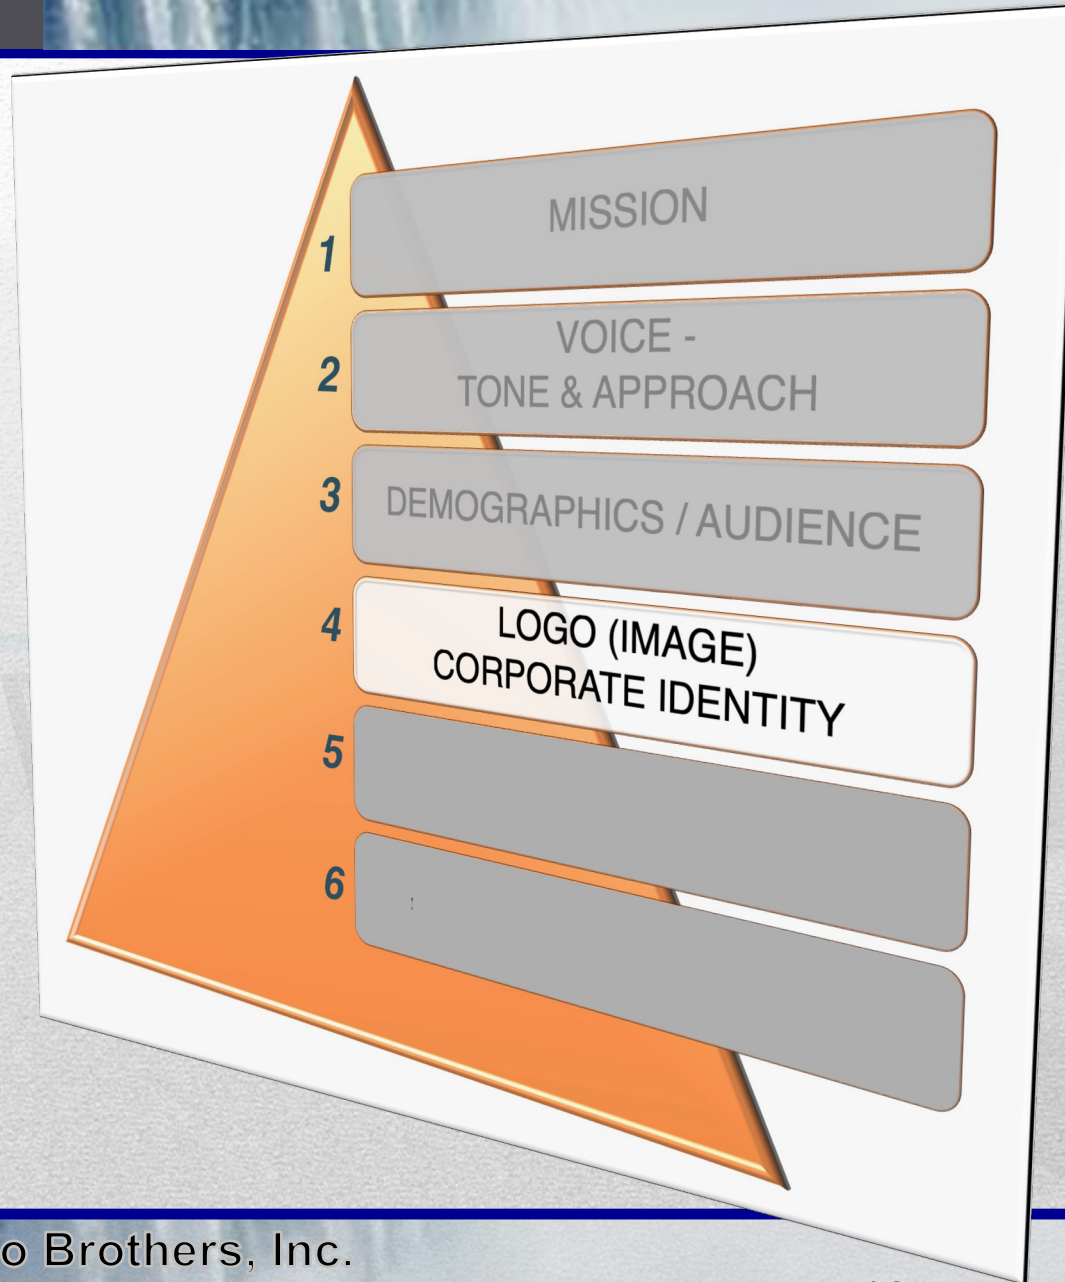 1
MISSION
2
VOICE -
TONE & APPROACH
3
DEMOGRAPHICS / AUDIENCE
4
LOGO (IMAGE)
CORPORATE IDENTITY
5
6
o Brothers, Inc.